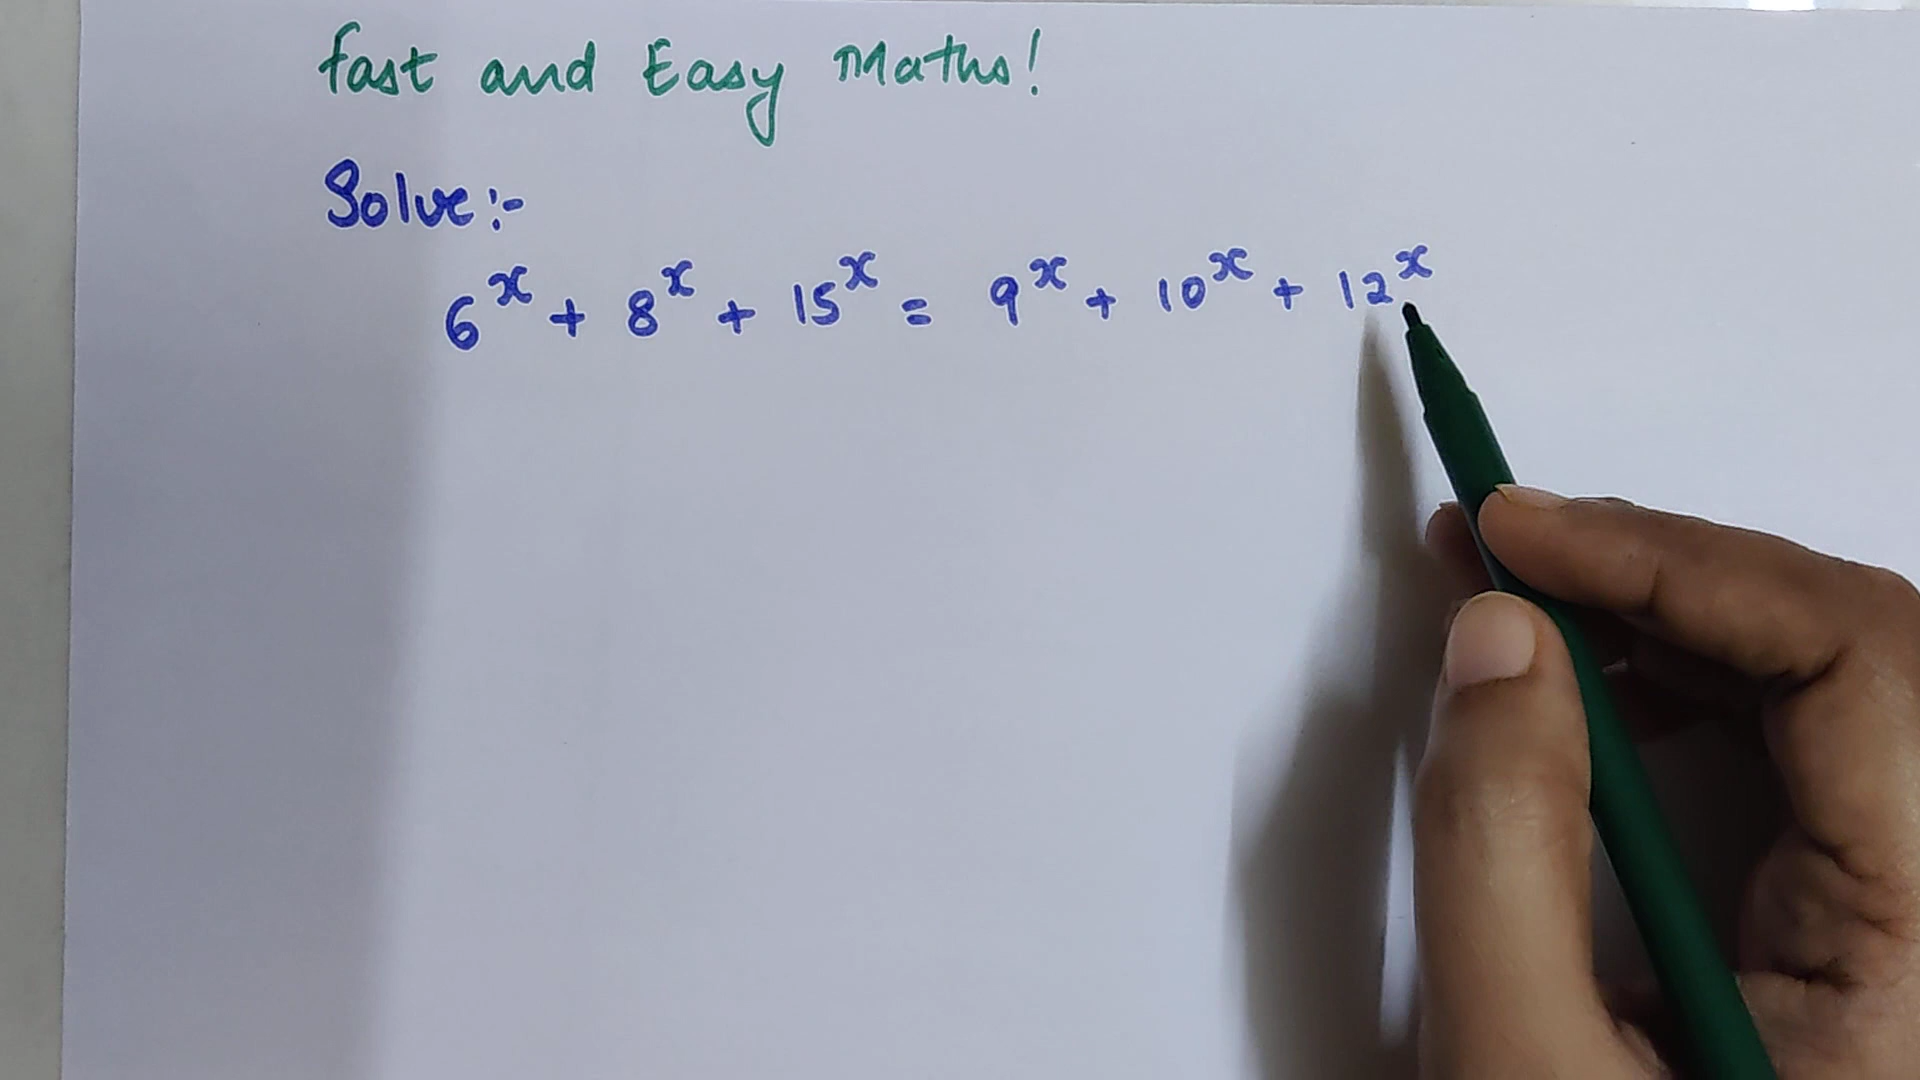 Fast and Easy Maths!
Solve:-
6^x + 8^x + 15^x = 9^x + 10^x + 12^x